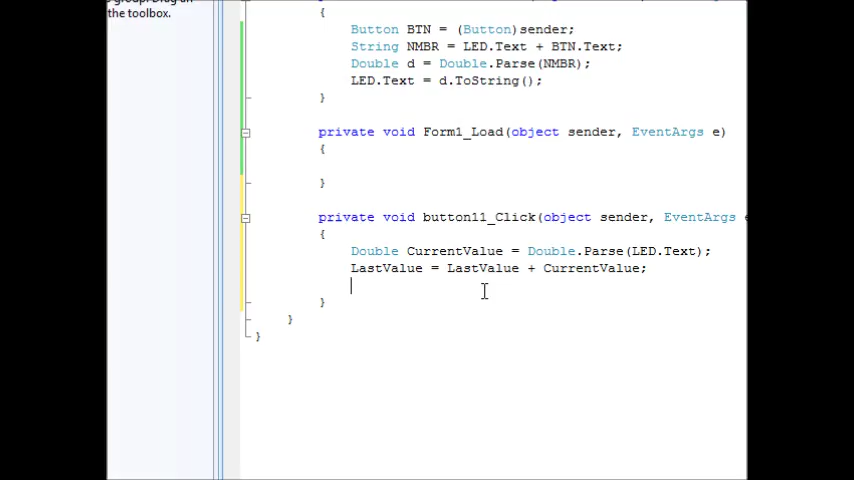 the toolbox.
{
Button BTN = (Button)sender;
String NMBR = LED.Text + BTN.Text;
Double d = Double.Parse(NMBR);
LED.Text = d.ToString();
}
private void Form1_Load(object sender, EventArgs e)
{
}
private void button11_Click(object sender, EventArgs e
{
Double CurrentValue = Double.Parse(LED.Text);
LastValue = LastValue + CurrentValue;
}
}
}